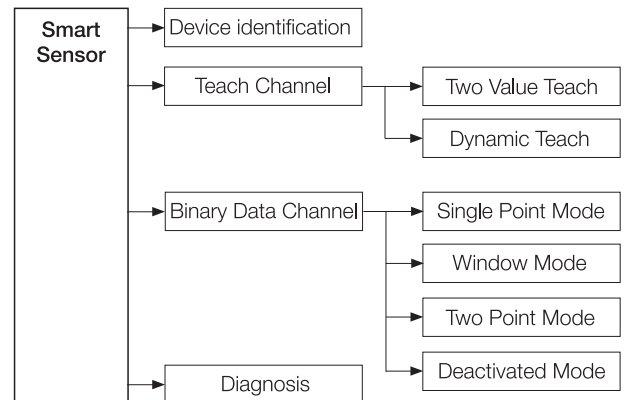 Smart
Sensor
Device identification
Teach Channel
Two Value Teach
Dynamic Teach
Binary Data Channel
Single Point Mode
Window Mode
Two Point Mode
Deactivated Mode
Diagnosis